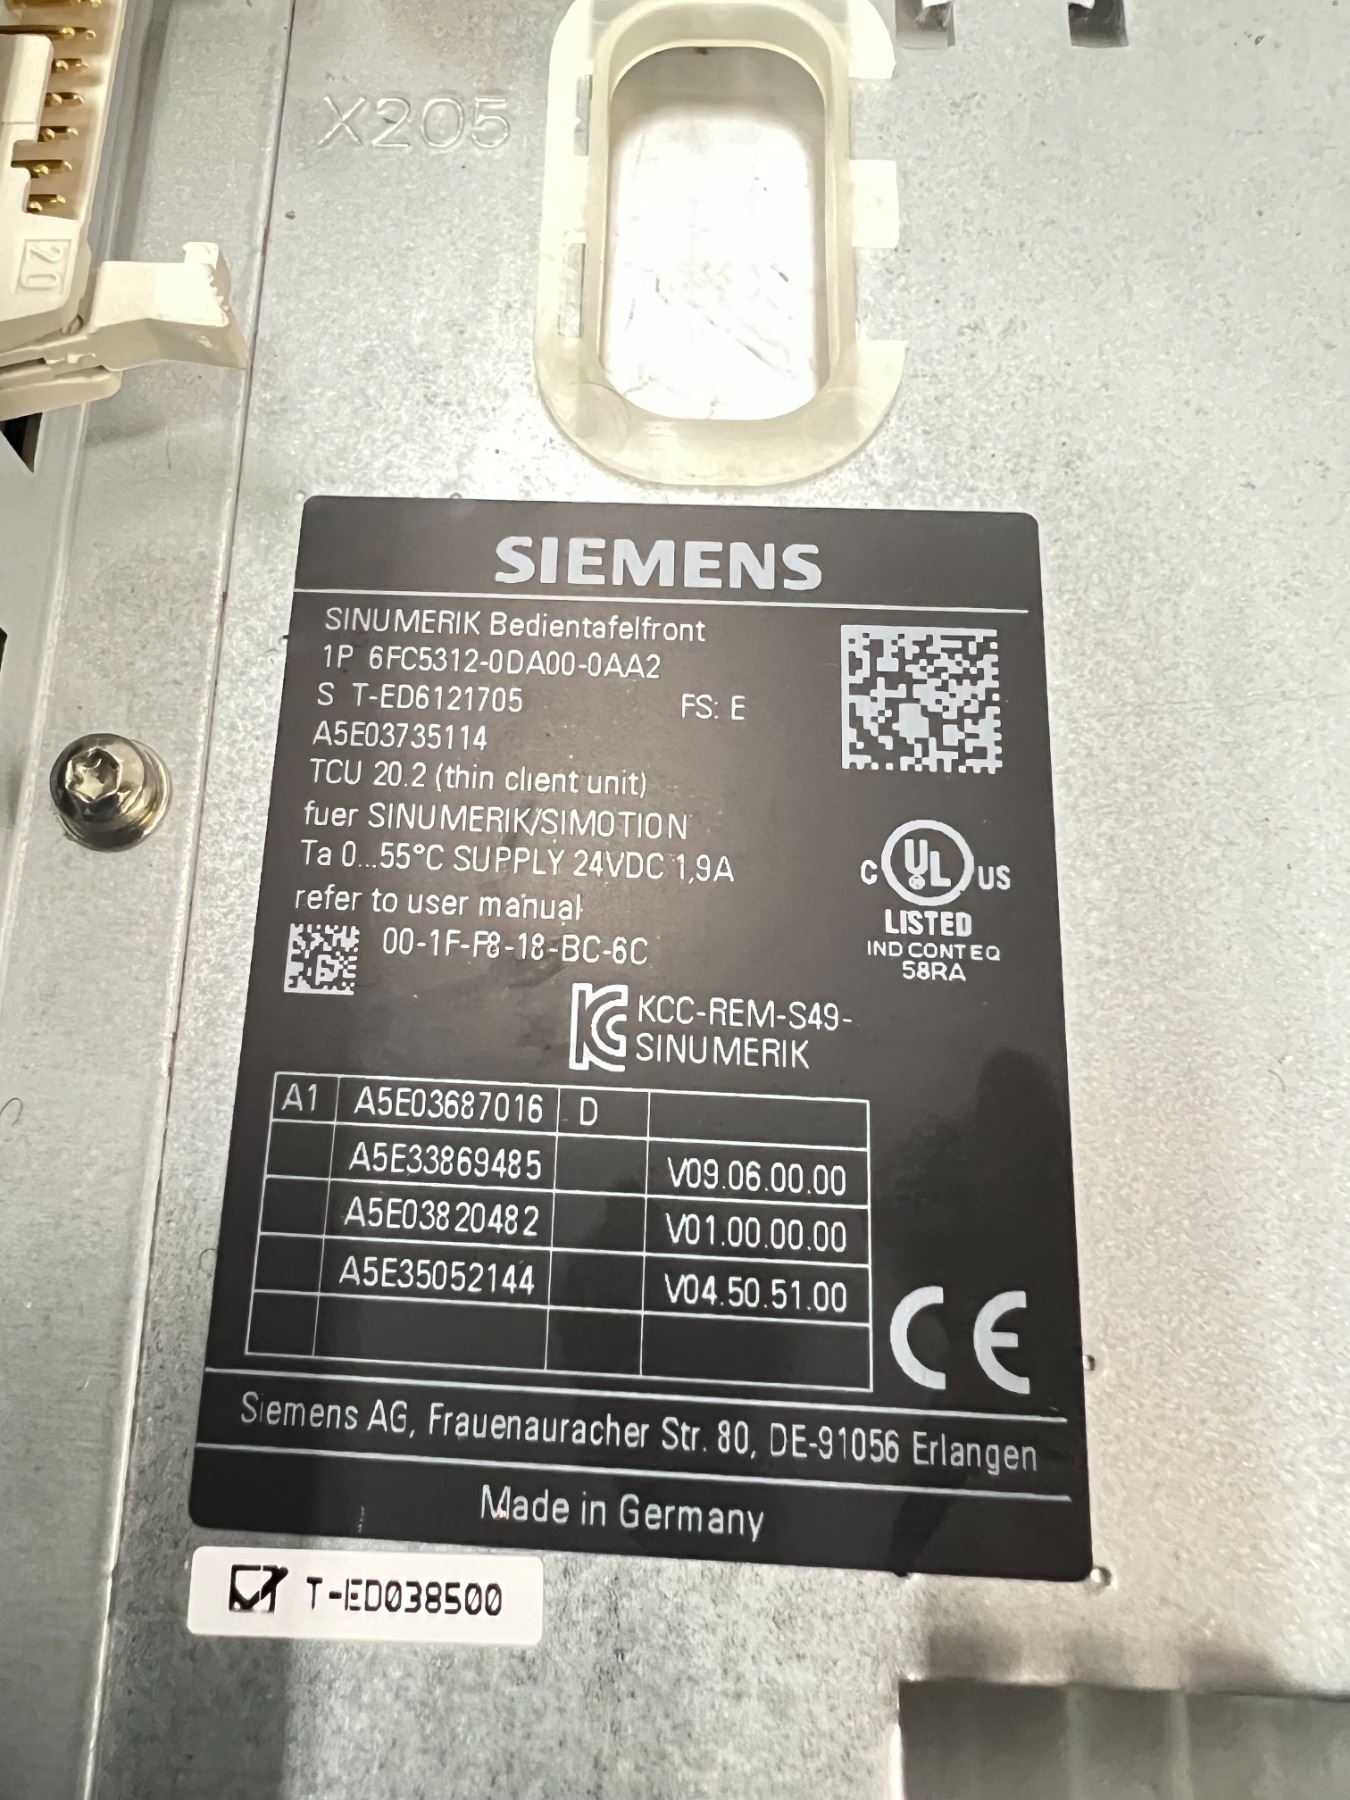 X205
20
SIEMENS
SINUMERIK Bedientafelfront
1P 6FC5312-0DA00-0AA2
S T-ED6121705 FS: E
A5E03735114
TCU 20.2 (thin client unit)
fuer SINUMERIK/SIMOTION
Ta 0...55°C SUPPLY 24VDC 1,9A
refer to user manual
00-1F-F8-18-BC-6C
C UL US
LISTED
IND CONT EQ
58RA
KCC-REM-S49-
SINUMERIK
A1 A5E03687016 D
A5E33869485 V09.06.00.00
A5E03820482 V01.00.00.00
A5E35052144 V04.50.51.00
CE
Siemens AG, Frauenauracher Str. 80, DE-91056 Erlangen
Made in Germany
T-ED038500